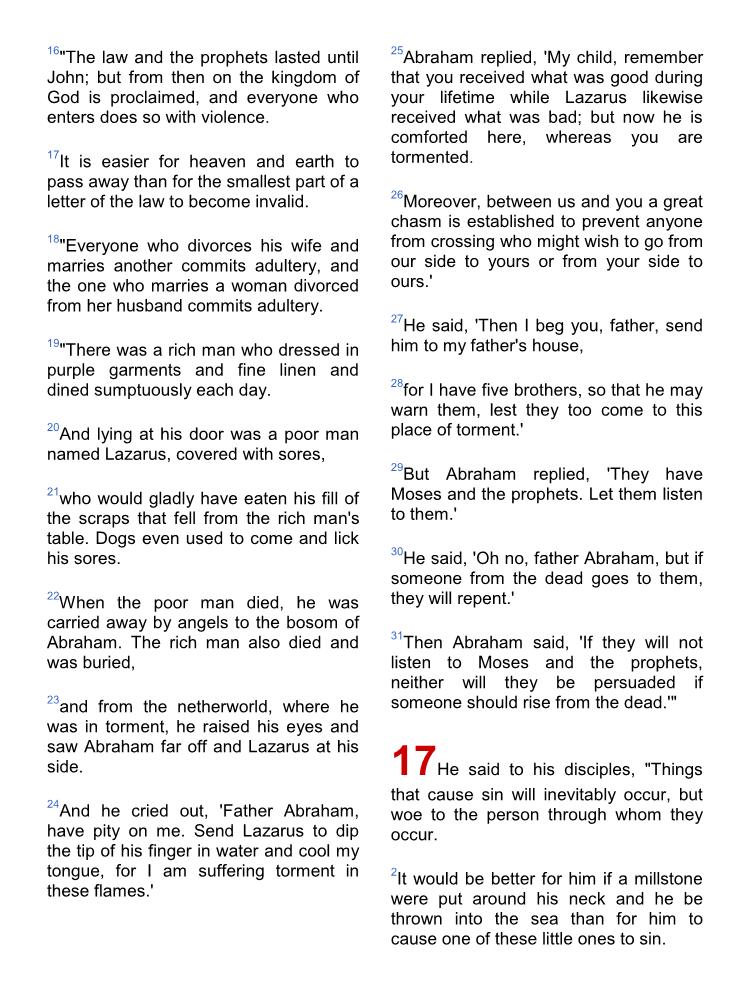 16"The law and the prophets lasted until
John; but from then on the kingdom of
God is proclaimed, and everyone who
enters does so with violence.
17It is easier for heaven and earth to
pass away than for the smallest part of a
letter of the law to become invalid.
18"Everyone who divorces his wife and
marries another commits adultery, and
the one who marries a woman divorced
from her husband commits adultery.
19"There was a rich man who dressed in
purple garments and fine linen and
dined sumptuously each day.
20And lying at his door was a poor man
named Lazarus, covered with sores,
21who would gladly have eaten his fill of
the scraps that fell from the rich man's
table. Dogs even used to come and lick
his sores.
22When the poor man died, he was
carried away by angels to the bosom of
Abraham. The rich man also died and
was buried,
23and from the netherworld, where he
was in torment, he raised his eyes and
saw Abraham far off and Lazarus at his
side.
24And he cried out, 'Father Abraham,
have pity on me. Send Lazarus to dip
the tip of his finger in water and cool my
tongue, for I am suffering torment in
these flames.'
25Abraham replied, 'My child, remember
that you received what was good during
your lifetime while Lazarus likewise
received what was bad; but now he is
comforted here, whereas you are
tormented.
26Moreover, between us and you a great
chasm is established to prevent anyone
from crossing who might wish to go from
our side to yours or from your side to
ours.'
27He said, 'Then I beg you, father, send
him to my father's house,
28for I have five brothers, so that he may
warn them, lest they too come to this
place of torment.'
29But Abraham replied, 'They have
Moses and the prophets. Let them listen
to them.'
30He said, 'Oh no, father Abraham, but if
someone from the dead goes to them,
they will repent.'
31Then Abraham said, 'If they will not
listen to Moses and the prophets,
neither will they be persuaded if
someone should rise from the dead.'"
17He said to his disciples, "Things
that cause sin will inevitably occur, but
woe to the person through whom they
occur.
2It would be better for him if a millstone
were put around his neck and he be
thrown into the sea than for him to
cause one of these little ones to sin.